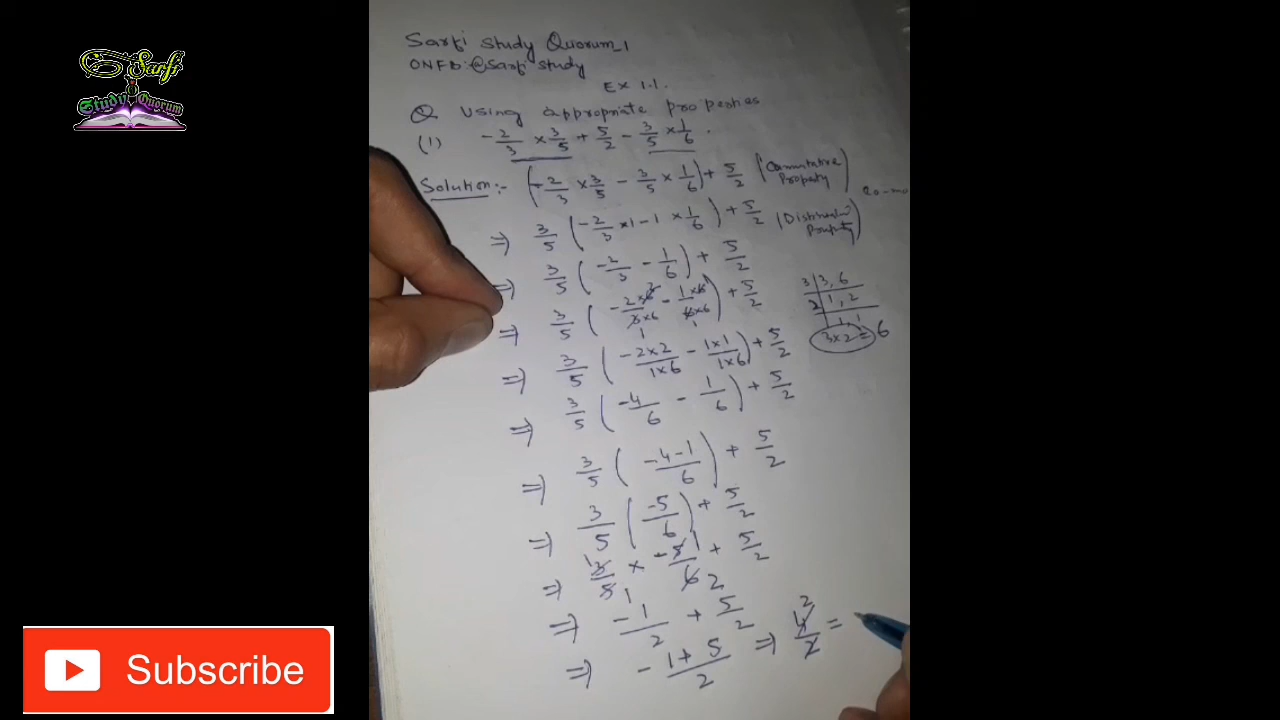 Sarfi
Study Quorum
Sarfi study Quorum_1
ONFB:@Sarfi study
EX 1.1.
Q Using appropriate properties
(1) -2/3 ×3/5 + 5/2 - 3/5 ×1/6 .
Solution:- (-2/3 ×3/5 - 3/5 × 1/6) + 5/2 (Commutative Property)
⇒ 3/5 (-2/3 ×1 - 1 ×1/6) + 5/2
⇒ 3/5 (-2/3 - 1/6) + 5/2
⇒ 3/5 (-2×6/3×6 - 1×6/6×6) + 5/2
⇒ 3/5 (-2×2/1×6 - 1×1/1×6) + 5/2
⇒ 3/5 (-4/6 - 1/6) + 5/2
⇒ 3/5 (-4-1/6) + 5/2
⇒ 3/5 (-5/6) + 5/2
⇒ 3/5 × -5/6 + 5/2
⇒ -1/2 + 5/2
⇒ -1+5/2 ⇒ 4/2 =
3 3, 6
2 1, 2
1, 1
3×2 = 6
Subscribe